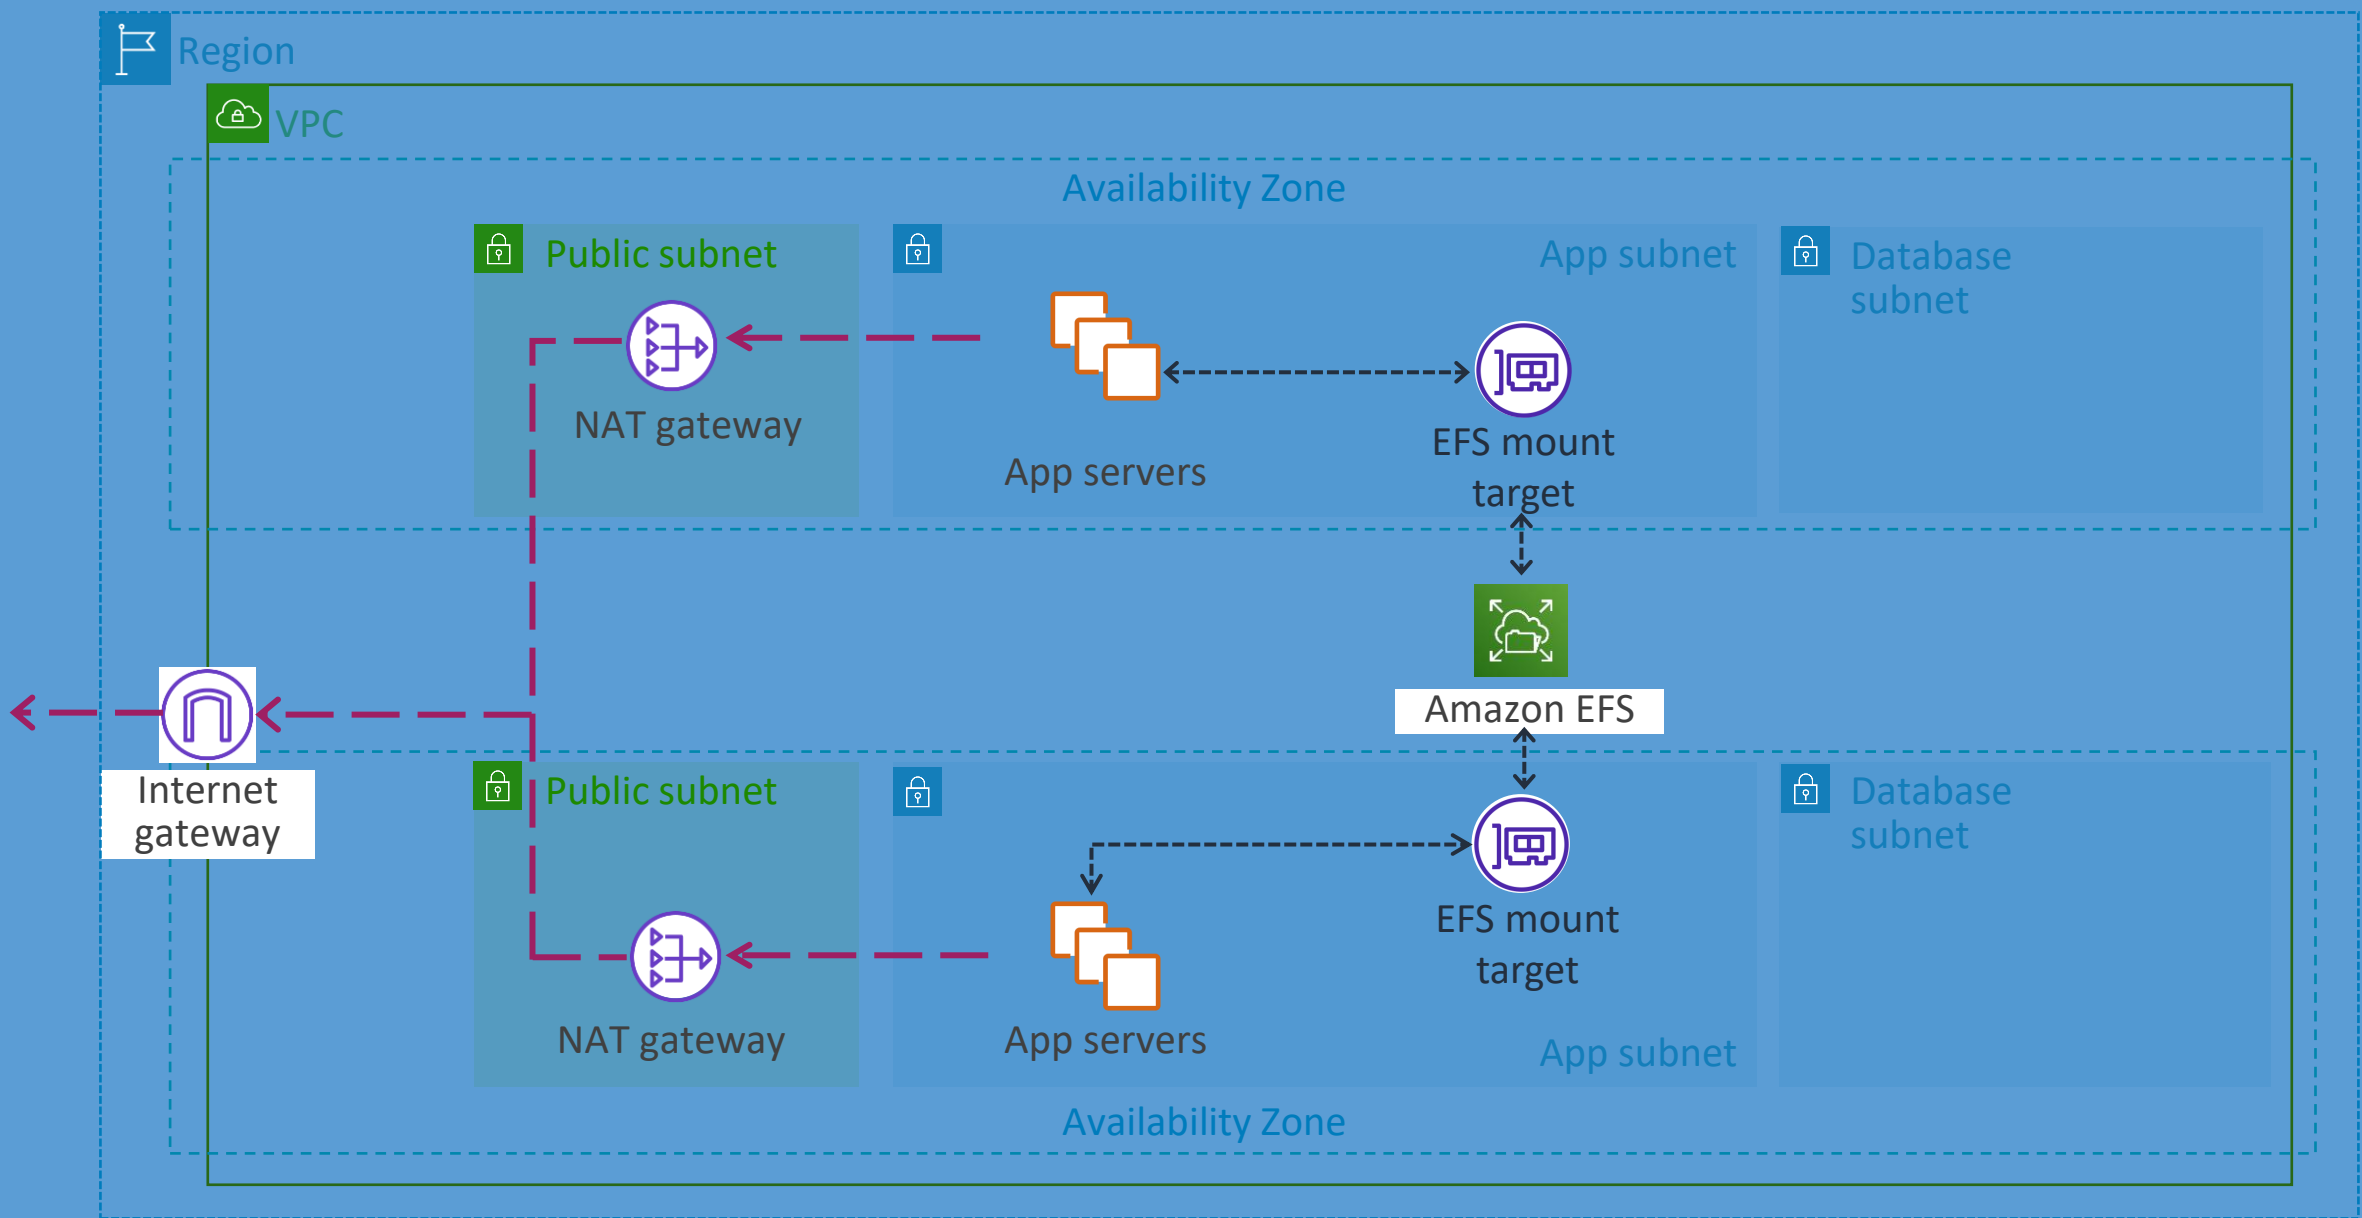 Region
VPC
Availability Zone
Public subnet
App subnet
Database
subnet
NAT gateway
App servers
EFS mount
target
Amazon EFS
Internet
gateway
Public subnet
Database
subnet
EFS mount
target
NAT gateway
App servers
App subnet
Availability Zone